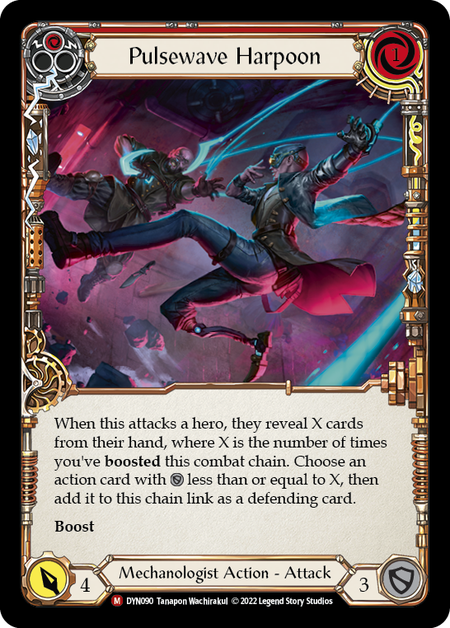 Pulsewave Harpoon
1
When this attacks a hero, they reveal X cards
from their hand, where X is the number of times
you've boosted this combat chain. Choose an
action card with less than or equal to X, then
add it to this chain link as a defending card.
Boost
4
Mechanologist Action - Attack
3
M DYN090 Tanapon Wachirakul © 2022 Legend Story Studios